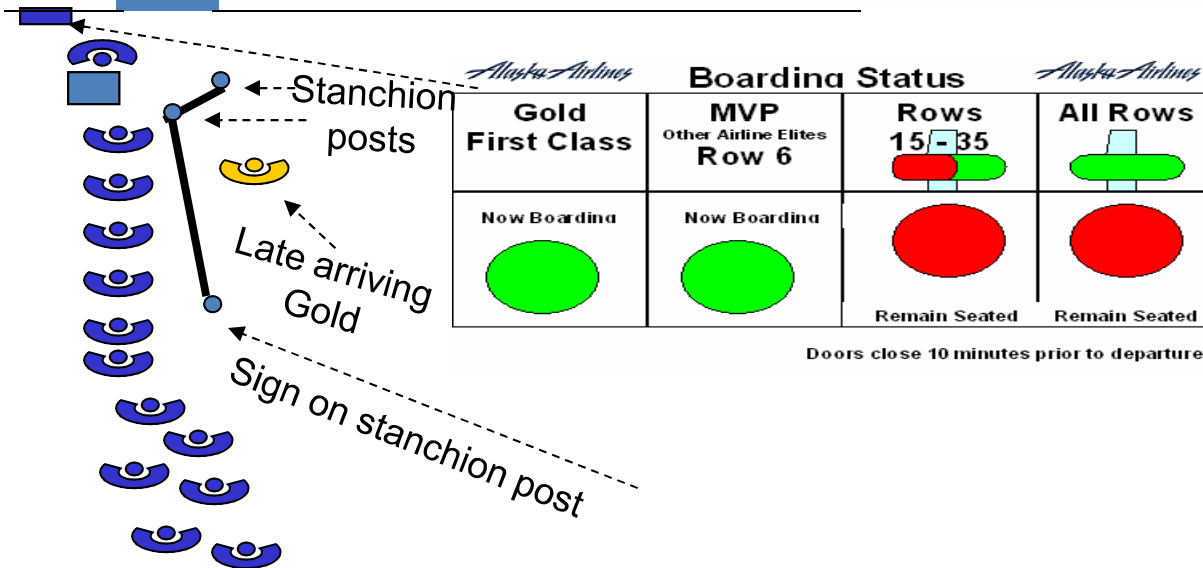 Alaska Airlines
Boarding Status
Alaska Airlines
Gold
First Class
MVP
Other Airline Elites
Row 6
Rows
15 - 35
All Rows
Now Boarding
Now Boarding
Remain Seated
Remain Seated
Doors close 10 minutes prior to departure
Stanchion
posts
Late arriving
Gold
Sign on stanchion post